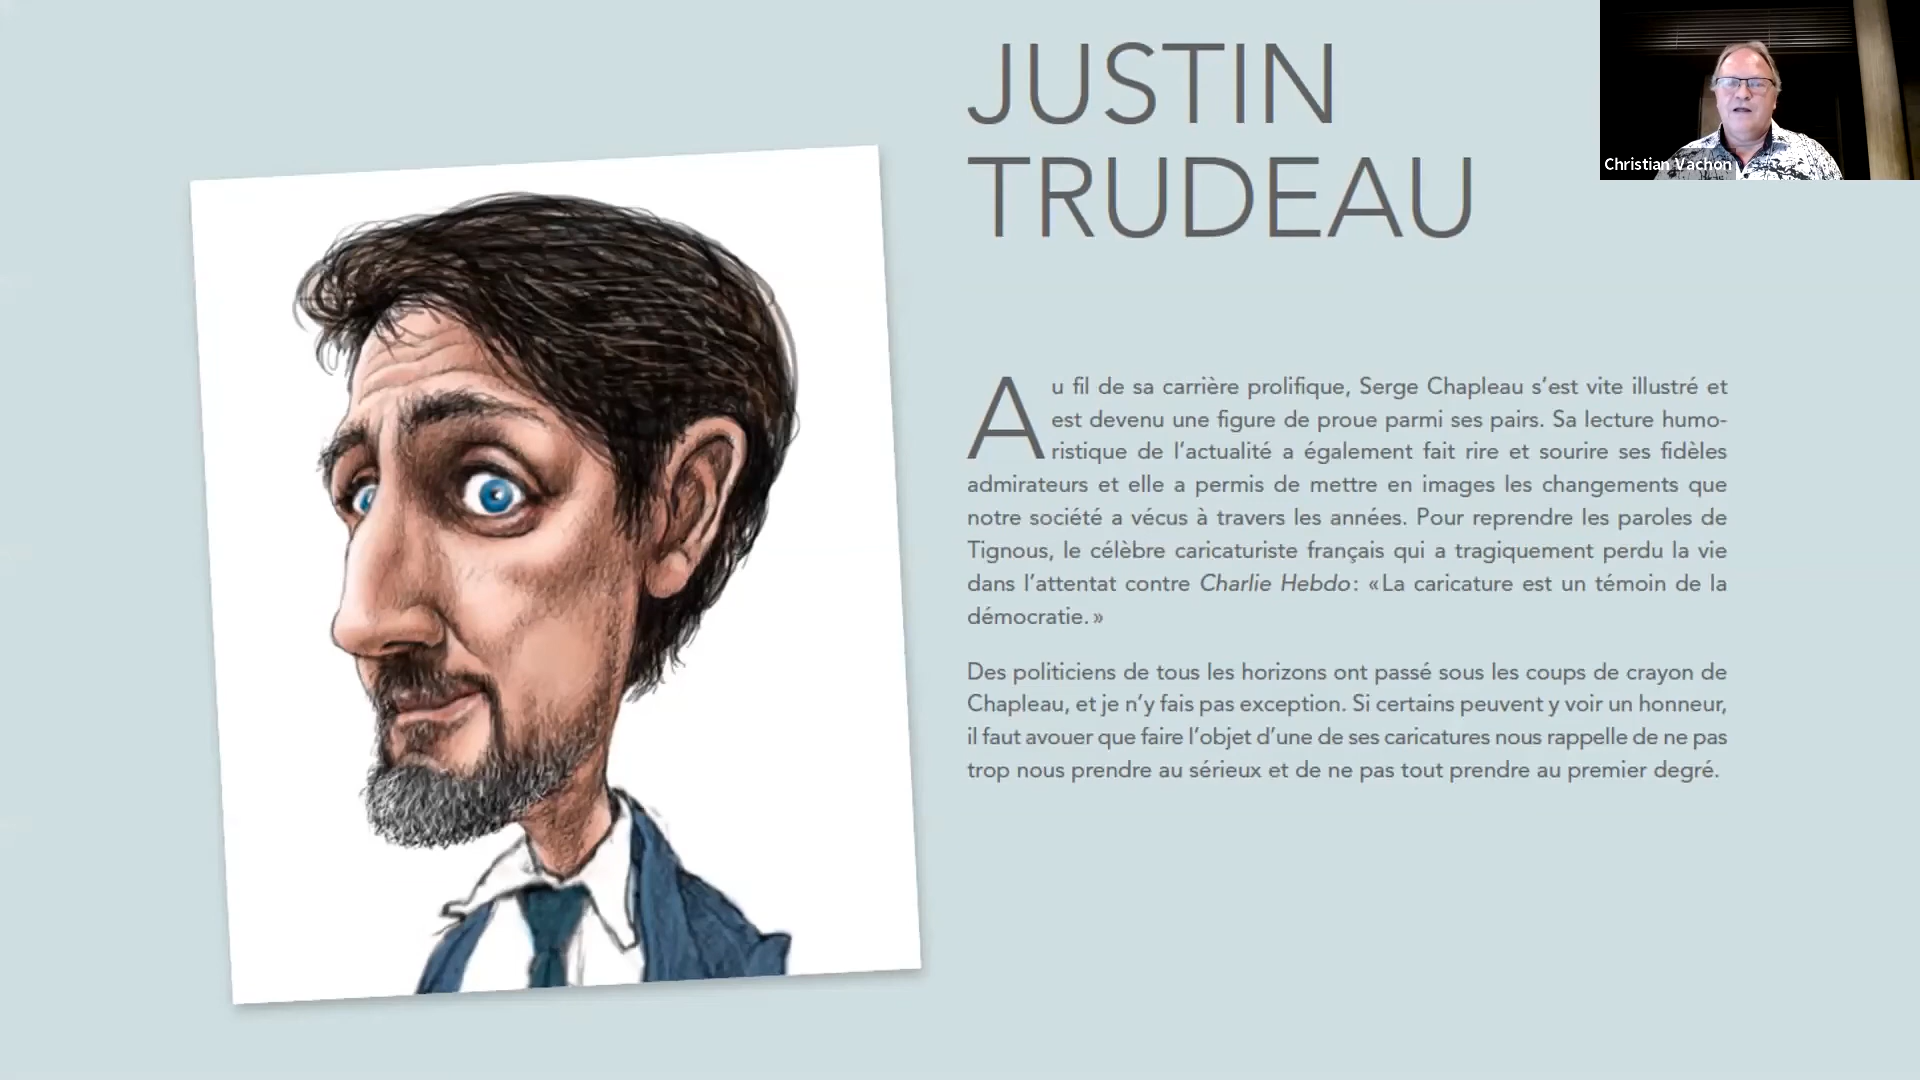 JUSTIN
TRUDEAU
Christian Vachon
Au fil de sa carrière prolifique, Serge Chapleau s’est vite illustré et
est devenu une figure de proue parmi ses pairs. Sa lecture humo-
ristique de l’actualité a également fait rire et sourire ses fidèles
admirateurs et elle a permis de mettre en images les changements que
notre société a vécus à travers les années. Pour reprendre les paroles de
Tignous, le célèbre caricaturiste français qui a tragiquement perdu la vie
dans l’attentat contre Charlie Hebdo : « La caricature est un témoin de la
démocratie. »
Des politiciens de tous les horizons ont passé sous les coups de crayon de
Chapleau, et je n’y fais pas exception. Si certains peuvent y voir un honneur,
il faut avouer que faire l’objet d’une de ses caricatures nous rappelle de ne pas
trop nous prendre au sérieux et de ne pas tout prendre au premier degré.